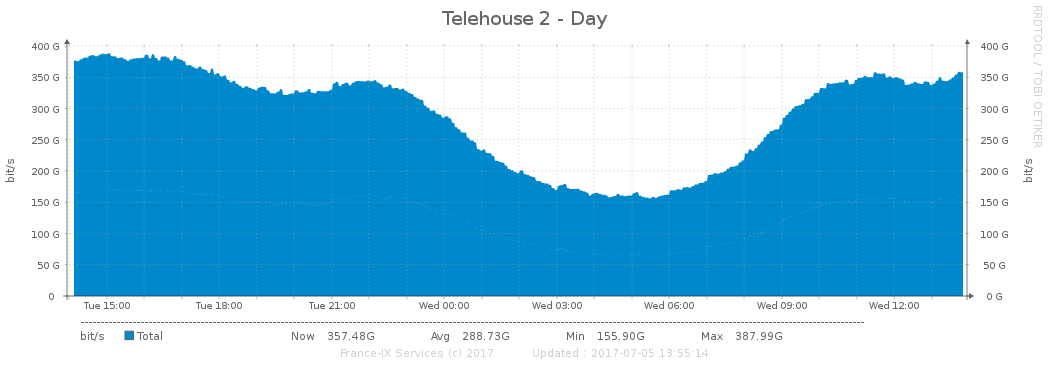 Telehouse 2 - Day
RRDTOOL / TOBI OETIKER
bit/s
400 G
350 G
300 G
250 G
200 G
150 G
100 G
50 G
0
400 G
350 G
300 G
250 G
200 G
150 G
100 G
50 G
0 G
bit/s
Tue 15:00 Tue 18:00 Tue 21:00 Wed 00:00 Wed 03:00 Wed 06:00 Wed 09:00 Wed 12:00
bit/s Total Now 357.48G Avg 288.73G Min 155.90G Max 387.99G
France-IX Services (c) 2017 Updated : 2017-07-05 13:55:14